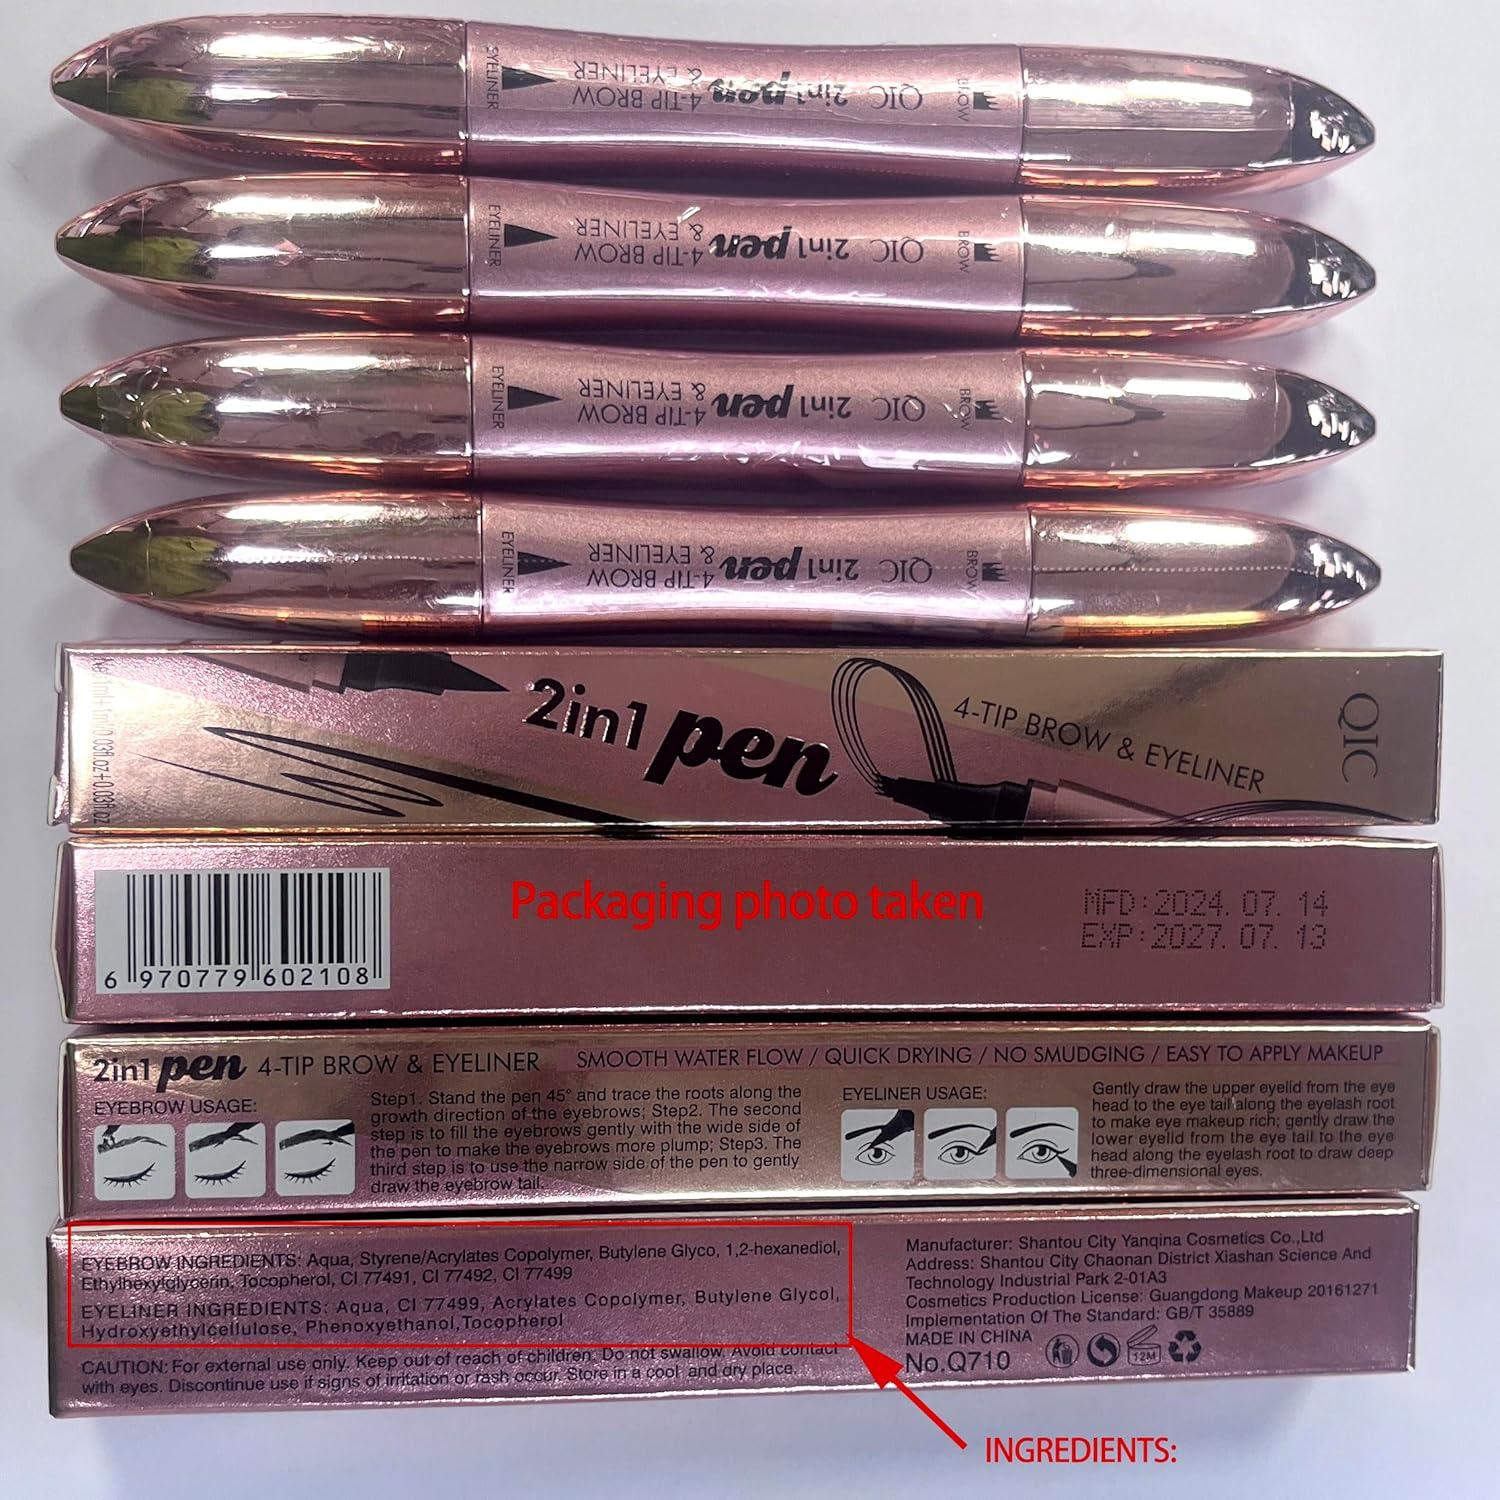 EYELINER
4-TIP BROW
& EYELINER
2in1 pen
QIC
BROW
EYELINER
4-TIP BROW
& EYELINER
2in1 pen
QIC
BROW
EYELINER
4-TIP BROW
& EYELINER
2in1 pen
QIC
BROW
EYELINER
4-TIP BROW
& EYELINER
2in1 pen
QIC
BROW
1ml+1ml/0.03fl.oz+0.03fl.oz
2in1 pen
4-TIP BROW & EYELINER
QIC
6 970779 602108
Packaging photo taken
MFD:2024. 07. 14
EXP:2027. 07. 13
2in1 pen 4-TIP BROW & EYELINER SMOOTH WATER FLOW / QUICK DRYING / NO SMUDGING / EASY TO APPLY MAKEUP
EYEBROW USAGE:
Step1. Stand the pen 45° and trace the roots along the
growth direction of the eyebrows; Step2. The second
step is to fill the eyebrows gently with the wide side of
the pen to make the eyebrows more plump; Step3. The
third step is to use the narrow side of the pen to gently
draw the eyebrow tail.
EYELINER USAGE:
Gently draw the upper eyelid from the eye
head to the eye tail along the eyelash root
to make eye makeup rich; gently draw the
lower eyelid from the eye tail to the eye
head along the eyelash root to draw deep
three-dimensional eyes.
EYEBROW INGREDIENTS: Aqua, Styrene/Acrylates Copolymer, Butylene Glyco, 1,2-hexanediol,
Ethylhexylglycerin, Tocopherol, CI 77491, CI 77492, CI 77499
EYELINER INGREDIENTS: Aqua, CI 77499, Acrylates Copolymer, Butylene Glycol,
Hydroxyethylcellulose, Phenoxyethanol,Tocopherol
CAUTION: For external use only. Keep out of reach of children. Do not swallow. Avoid contact
with eyes. Discontinue use if signs of irritation or rash occur. Store in a cool and dry place.
Manufacturer: Shantou City Yanqina Cosmetics Co.,Ltd
Address: Shantou City Chaonan District Xiashan Science And
Technology Industrial Park 2-01A3
Cosmetics Production License: Guangdong Makeup 20161271
Implementation Of The Standard: GB/T 35889
MADE IN CHINA
No.Q710
12M
INGREDIENTS: